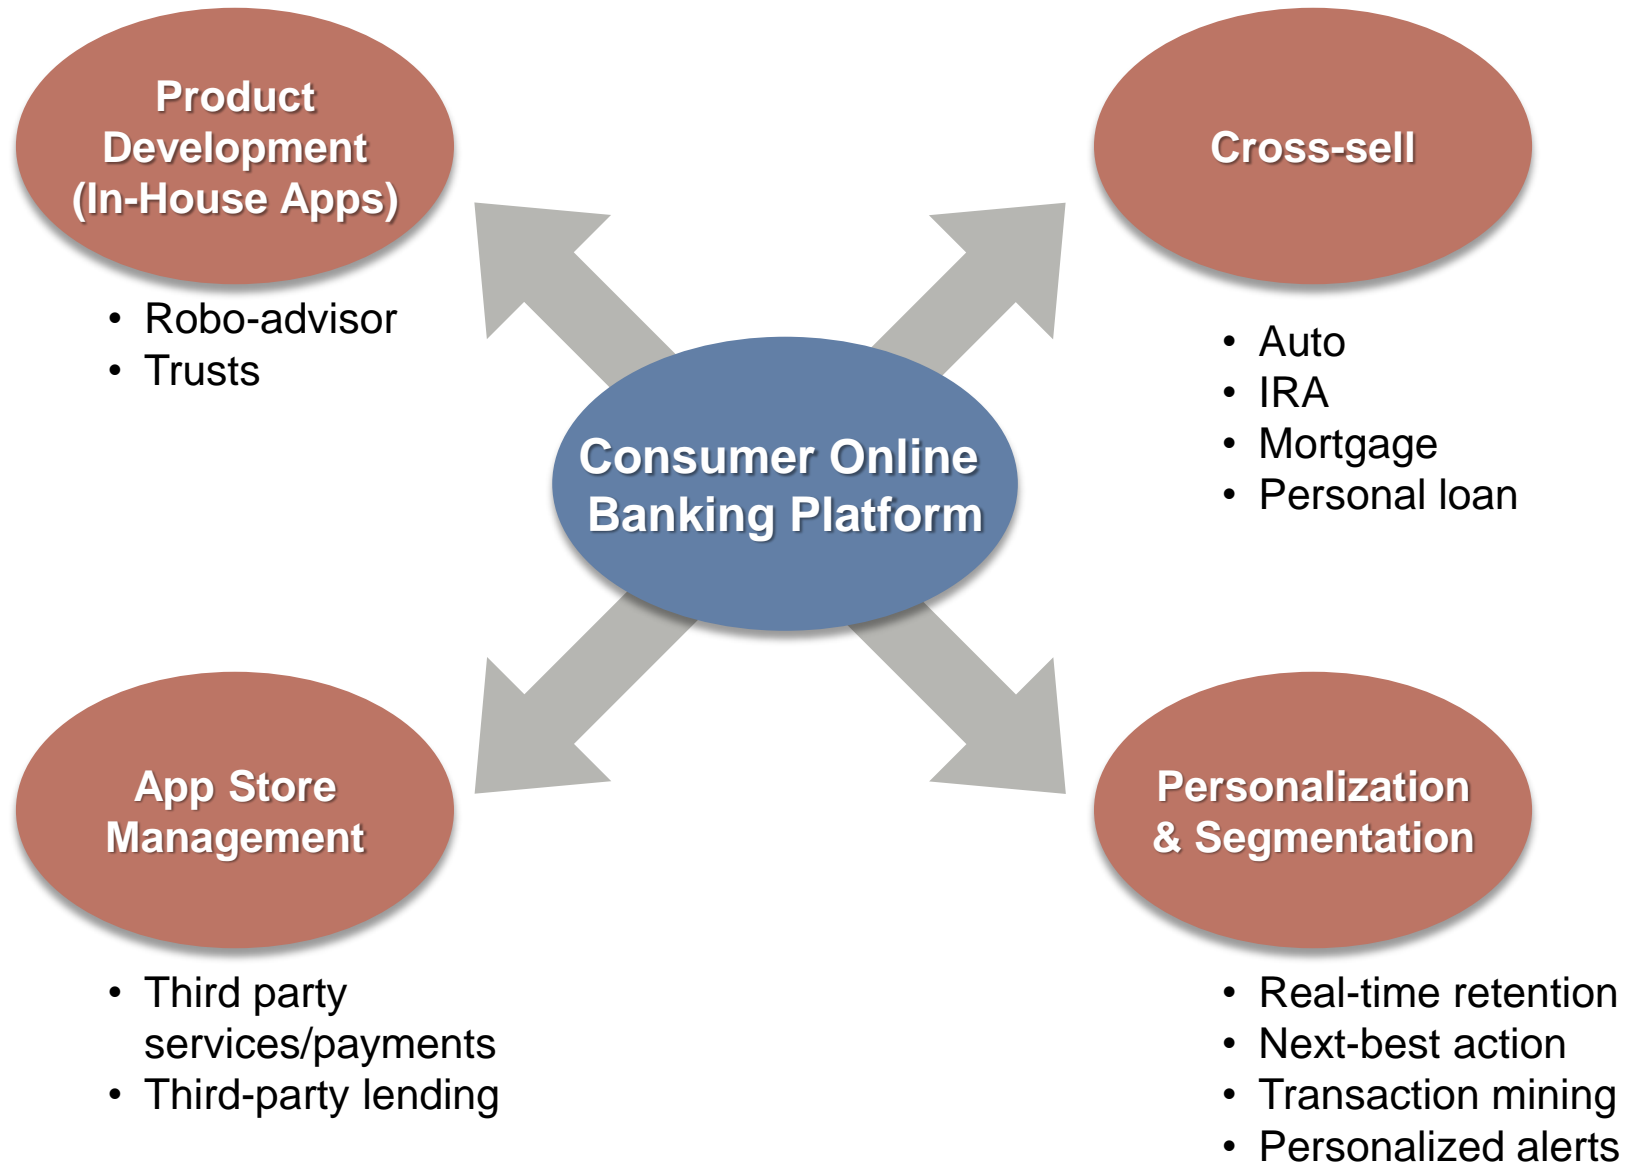 Product
Development
(In-House Apps)
• Robo-advisor
• Trusts
Cross-sell
• Auto
• IRA
• Mortgage
• Personal loan
Consumer Online
Banking Platform
App Store
Management
• Third party
services/payments
• Third-party lending
Personalization
& Segmentation
• Real-time retention
• Next-best action
• Transaction mining
• Personalized alerts